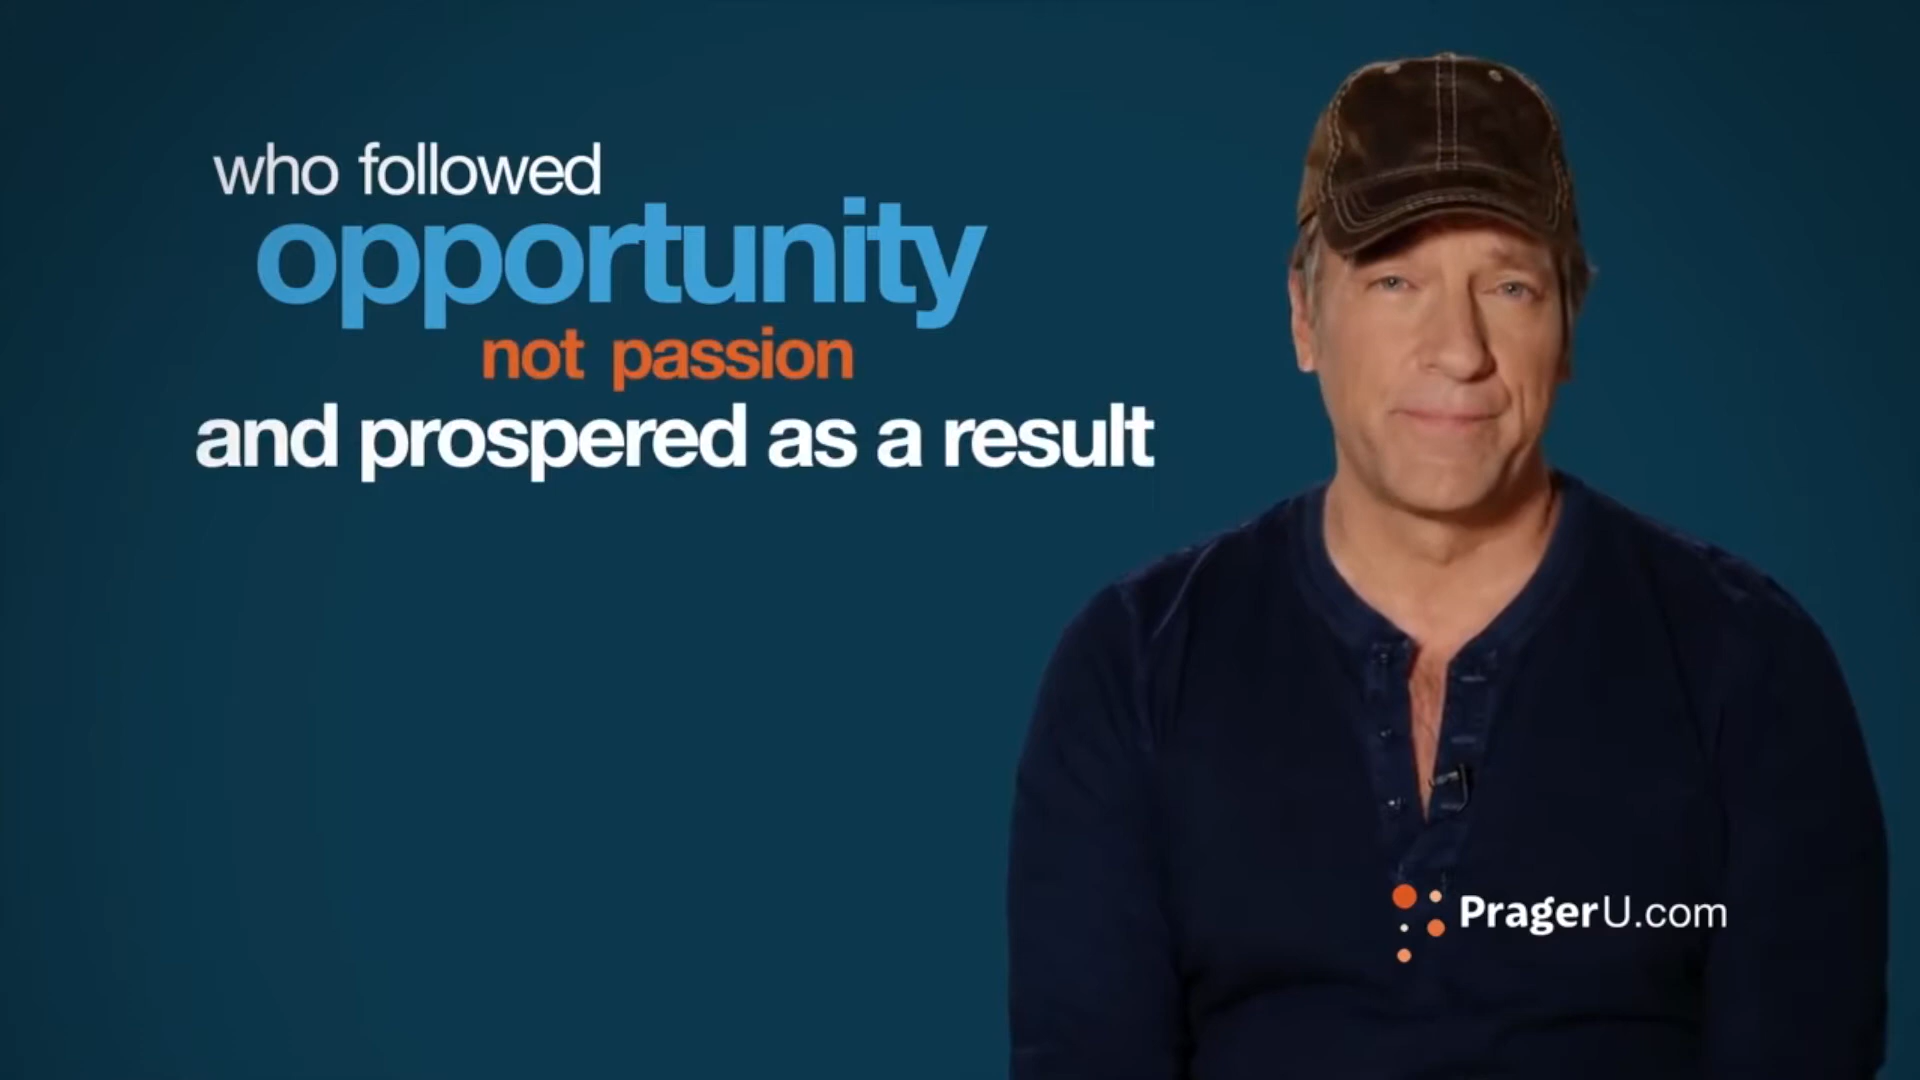 who followed
opportunity
not passion
and prospered as a result
PragerU.com